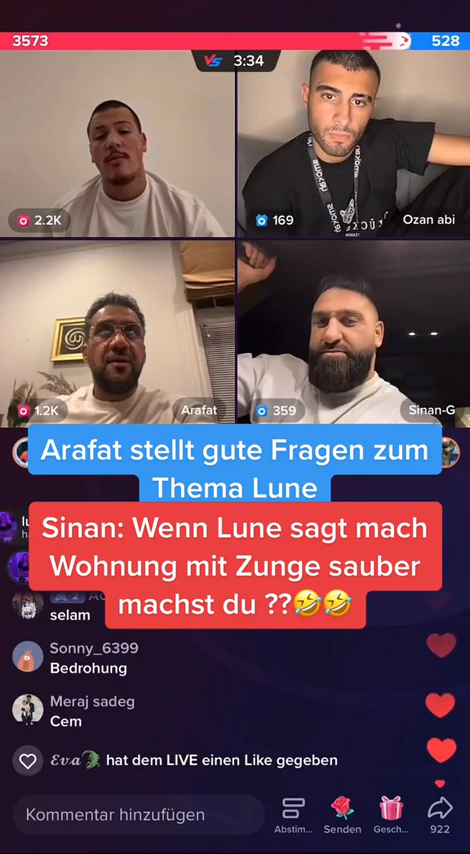 3573
528
VS 3:34
2.2K
169
Ozan abi
1.2K
Arafat
359
Sinan-G
Arafat stellt gute Fragen zum
Thema Lune
Sinan: Wenn Lune sagt mach
Wohnung mit Zunge sauber
machst du ??🤣🤣
2
selam
Sonny_6399
Bedrohung
Meraj sadeg
Cem
ℰ𝓋𝒶🐊 hat dem LIVE einen Like gegeben
Kommentar hinzufügen
Abstim...
Senden
Gesch...
922